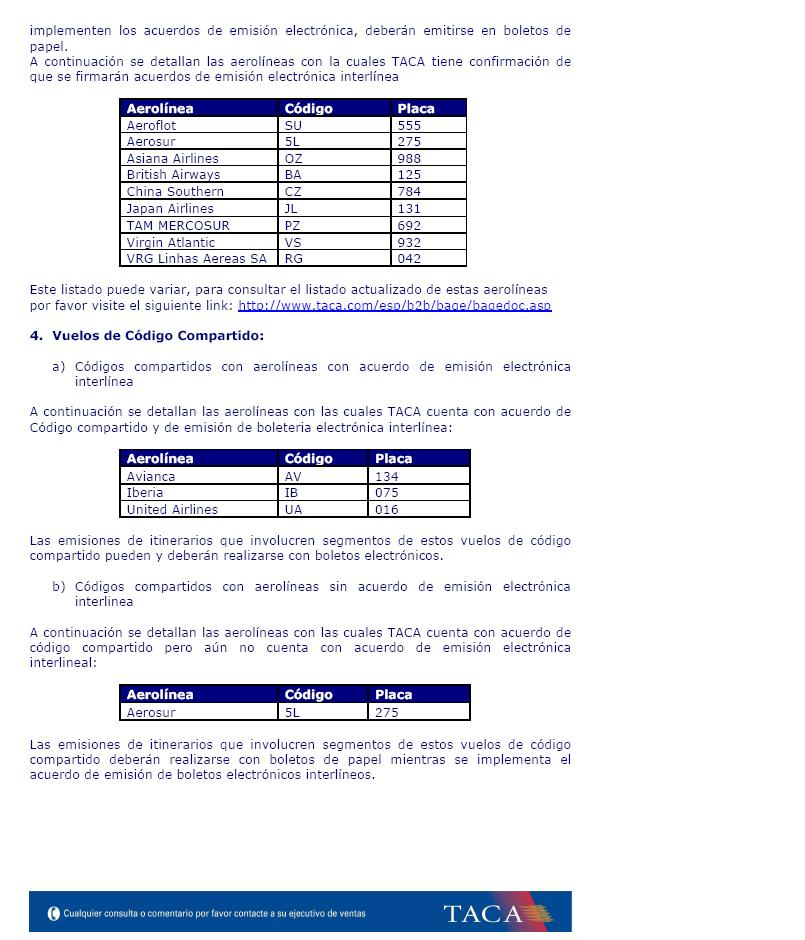 implementen los acuerdos de emisión electrónica, deberán emitirse en boletos de
papel.
A continuación se detallan las aerolíneas con la cuales TACA tiene confirmación de
que se firmarán acuerdos de emisión electrónica interlínea
Aerolínea Código Placa
Aeroflot SU 555
Aerosur 5L 275
Asiana Airlines OZ 988
British Airways BA 125
China Southern CZ 784
Japan Airlines JL 131
TAM MERCOSUR PZ 692
Virgin Atlantic VS 932
VRG Linhas Aereas SA RG 042
Este listado puede variar, para consultar el listado actualizado de estas aerolíneas
por favor visite el siguiente link: http://www.taca.com/esp/b2b/bage/bagedoc.asp
4. Vuelos de Código Compartido:
a) Códigos compartidos con aerolíneas con acuerdo de emisión electrónica
interlínea
A continuación se detallan las aerolíneas con las cuales TACA cuenta con acuerdo de
Código compartido y de emisión de boleteria electrónica interlínea:
Aerolínea Código Placa
Avianca AV 134
Iberia IB 075
United Airlines UA 016
Las emisiones de itinerarios que involucren segmentos de estos vuelos de código
compartido pueden y deberán realizarse con boletos electrónicos.
b) Códigos compartidos con aerolíneas sin acuerdo de emisión electrónica
interlinea
A continuación se detallan las aerolíneas con las cuales TACA cuenta con acuerdo de
código compartido pero aún no cuenta con acuerdo de emisión electrónica
interlineal:
Aerolínea Código Placa
Aerosur 5L 275
Las emisiones de itinerarios que involucren segmentos de estos vuelos de código
compartido deberán realizarse con boletos de papel mientras se implementa el
acuerdo de emisión de boletos electrónicos interlíneos.
Cualquier consulta o comentario por favor contacte a su ejecutivo de ventas
TACA